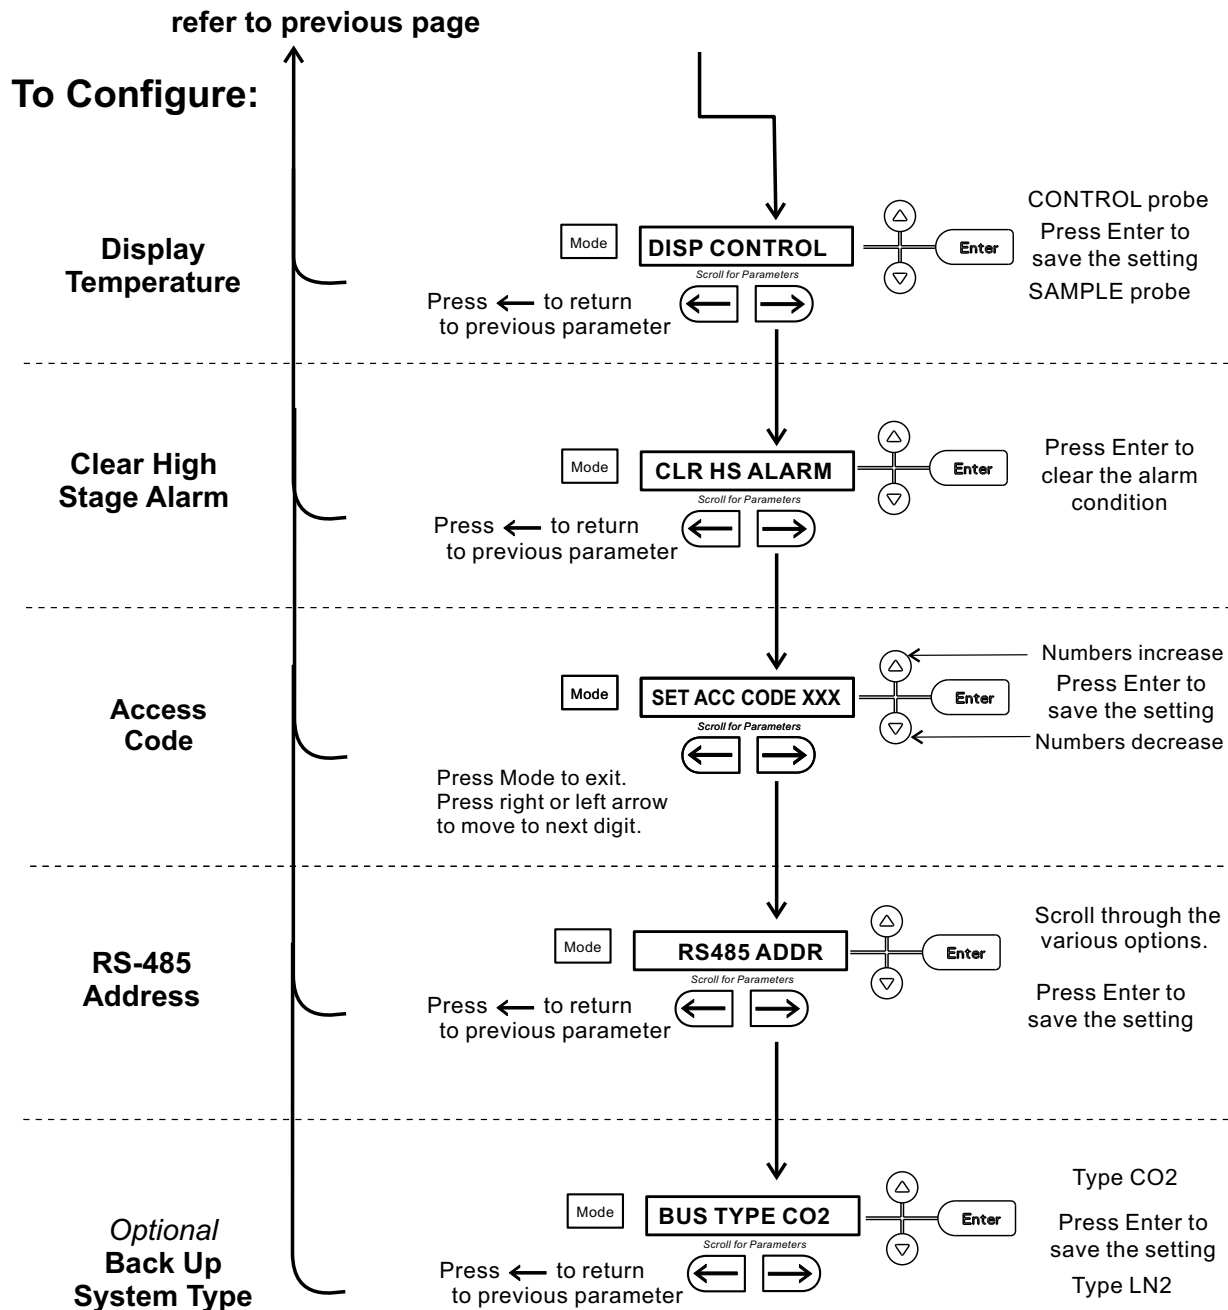 refer to previous page
To Configure:
Display
Temperature
Mode
DISP CONTROL
Scroll for Parameters
Press ← to return
to previous parameter
Enter
CONTROL probe
Press Enter to
save the setting
SAMPLE probe
Clear High
Stage Alarm
Mode
CLR HS ALARM
Scroll for Parameters
Press ← to return
to previous parameter
Enter
Press Enter to
clear the alarm
condition
Access
Code
Mode
SET ACC CODE XXX
Scroll for Parameters
Press Mode to exit.
Press right or left arrow
to move to next digit.
Enter
Numbers increase
Press Enter to
save the setting
Numbers decrease
RS-485
Address
Mode
RS485 ADDR
Scroll for Parameters
Press ← to return
to previous parameter
Enter
Scroll through the
various options.
Press Enter to
save the setting
Optional
Back Up
System Type
Mode
BUS TYPE CO2
Scroll for Parameters
Press ← to return
to previous parameter
Enter
Type CO2
Press Enter to
save the setting
Type LN2